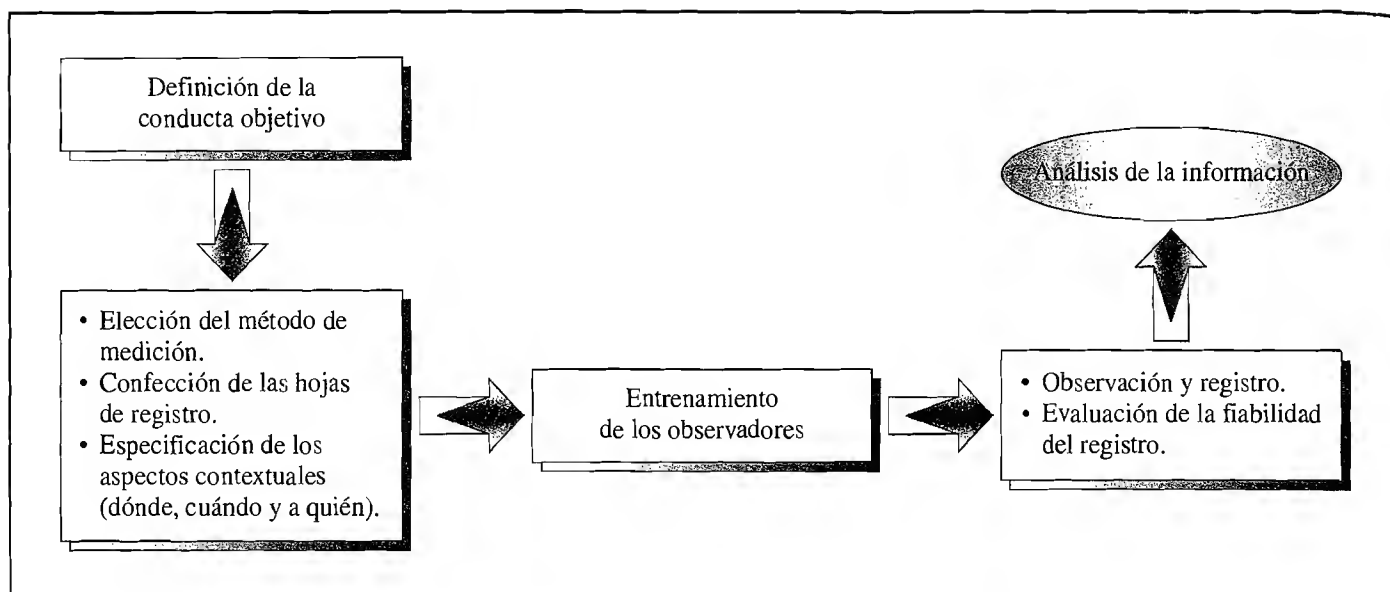 Definición de la
conducta objetivo
• Elección del método de
medición.
• Confección de las hojas
de registro.
• Especificación de los
aspectos contextuales
(dónde, cuándo y a quién).
Entrenamiento
de los observadores
• Observación y registro.
• Evaluación de la fiabilidad
del registro.
Análisis de la información